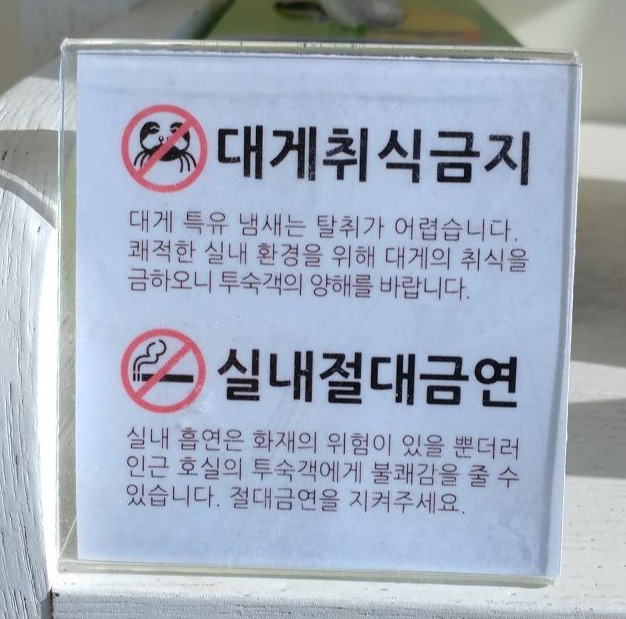 대게취식금지
대게 특유 냄새는 탈취가 어렵습니다.
쾌적한 실내 환경을 위해 대게의 취식을
금하오니 투숙객의 양해를 바랍니다.
실내절대금연
실내 흡연은 화재의 위험이 있을 뿐더러
인근 호실의 투숙객에게 불쾌감을 줄 수
있습니다. 절대금연을 지켜주세요.